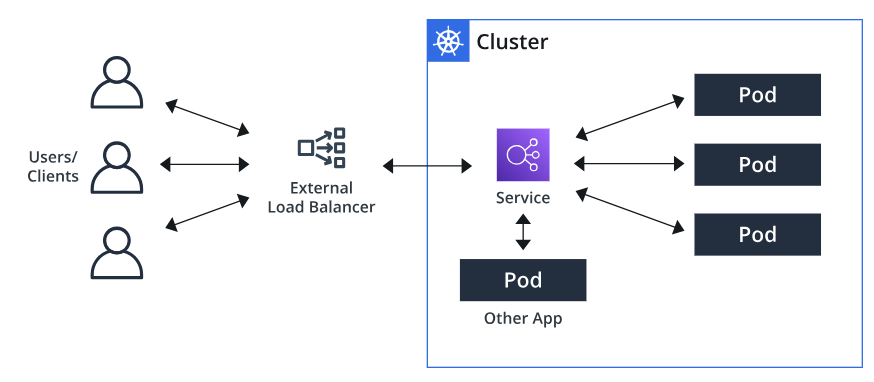 Cluster
Users/
Clients
External
Load Balancer
Service
Pod
Pod
Pod
Pod
Other App